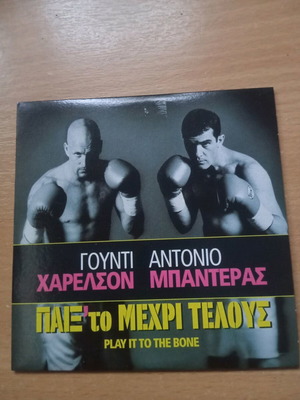 ΓΟΥΝΤΙ ΑΝΤΟΝΙΟ
ΧΑΡΕΛΣΟΝ ΜΠΑΝΤΕΡΑΣ
ΠΑΙΞ'το ΜΕΧΡΙ ΤΕΛΟΥΣ
PLAY IT TO THE BONE